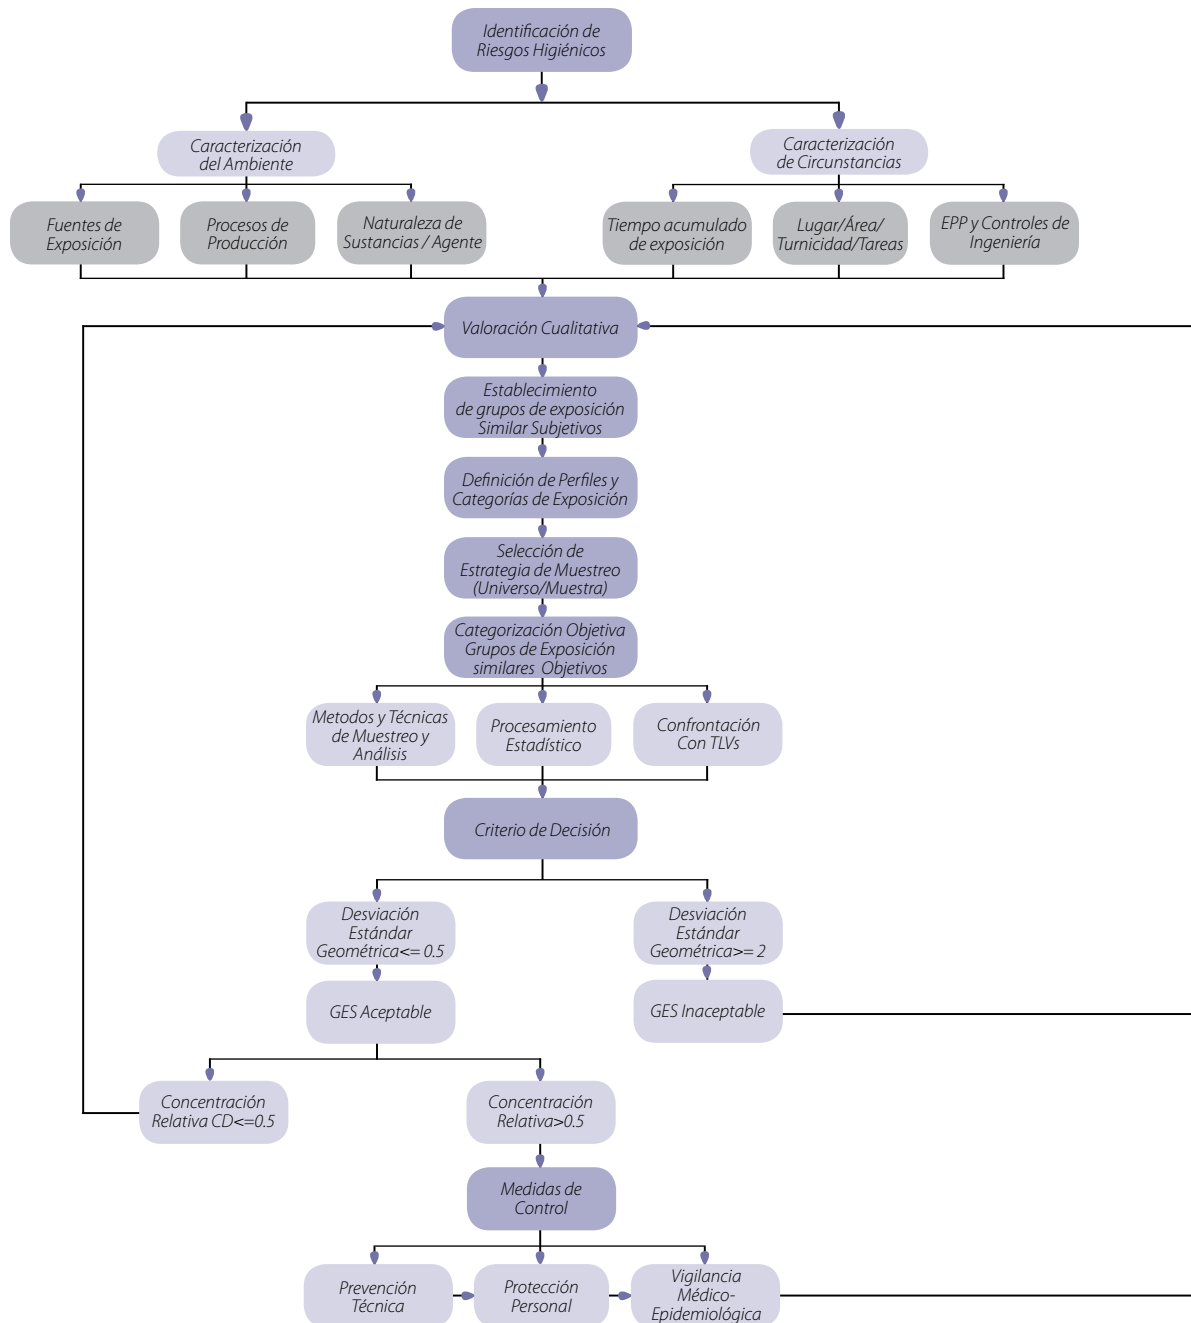 Identificación de
Riesgos Higiénicos
Caracterización
del Ambiente
Caracterización
de Circunstancias
Fuentes de
Exposición
Procesos de
Producción
Naturaleza de
Sustancias / Agente
Tiempo acumulado
de exposición
Lugar/Área/
Turnicidad/Tareas
EPP y Controles de
Ingeniería
Valoración Cualitativa
Establecimiento
de grupos de exposición
Similar Subjetivos
Definición de Perfiles y
Categorías de Exposición
Selección de
Estrategia de Muestreo
(Universo/Muestra)
Categorización Objetiva
Grupos de Exposición
similares Objetivos
Metodos y Técnicas
de Muestreo y
Análisis
Procesamiento
Estadístico
Confrontación
Con TLVs
Criterio de Decisión
Desviación
Estándar
Geométrica<= 0.5
Desviación
Estándar
Geométrica>= 2
GES Aceptable
GES Inaceptable
Concentración
Relativa CD<=0.5
Concentración
Relativa>0.5
Medidas de
Control
Prevención
Técnica
Protección
Personal
Vigilancia
Médico-
Epidemiológica